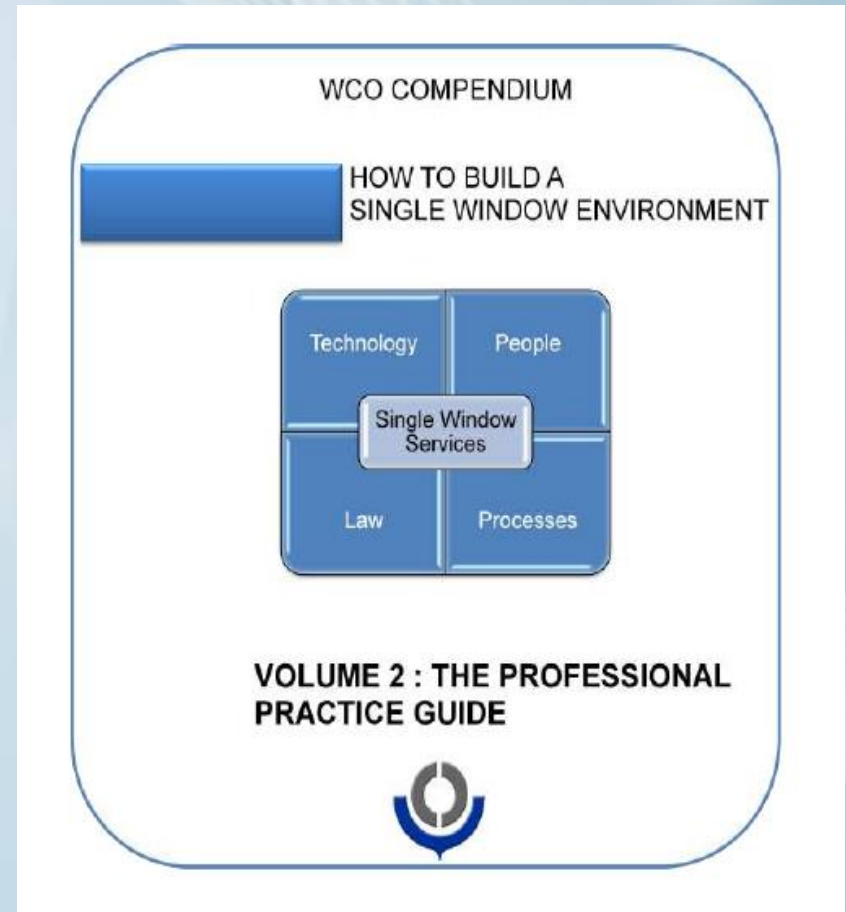 WCO COMPENDIUM
HOW TO BUILD A
SINGLE WINDOW ENVIRONMENT
Technology
People
Single Window
Services
Law
Processes
VOLUME 2 : THE PROFESSIONAL
PRACTICE GUIDE